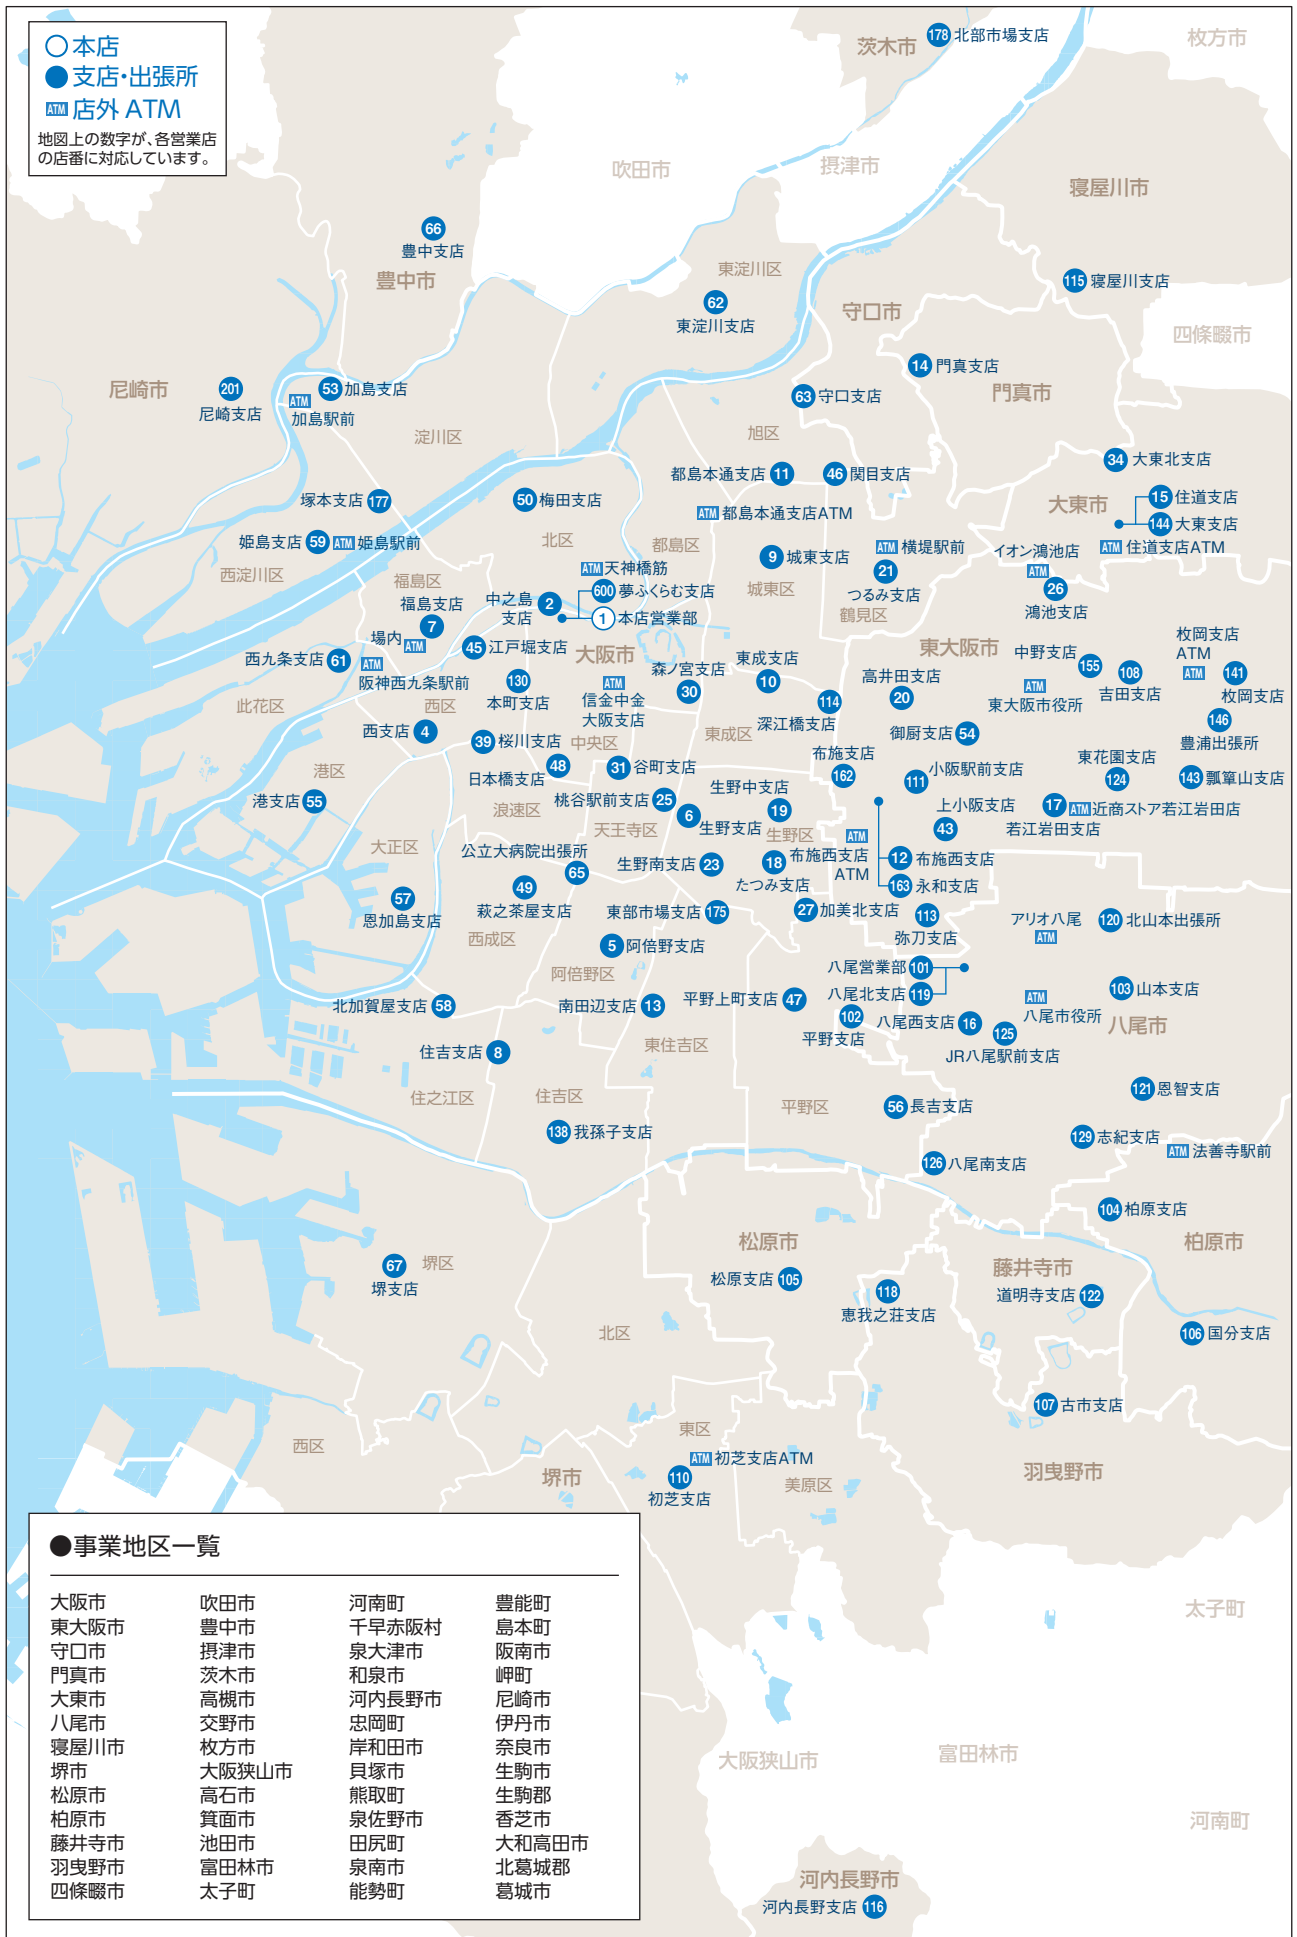 本店
支店・出張所
ATM 店外 ATM
地図上の数字が、各営業店
の店番に対応しています。
茨木市
178 北部市場支店
枚方市
吹田市
摂津市
寝屋川市
66
豊中支店
豊中市
東淀川区
62
東淀川支店
守口市
115 寝屋川支店
四條畷市
尼崎市
201
尼崎支店
53 加島支店
ATM
加島駅前
淀川区
14 門真支店
門真市
63 守口支店
旭区
都島本通支店 11
46 関目支店
34 大東北支店
大東市
15 住道支店
144 大東支店
ATM 住道支店ATM
塚本支店 177
50 梅田支店
ATM 都島本通支店ATM
姫島支店 59 ATM 姫島駅前
北区
都島区
9 城東支店
ATM 横堤駅前
イオン鴻池店
ATM
西淀川区
福島区
ATM 天神橋筋
城東区
21
つるみ支店
26
鴻池支店
600 夢ふくらむ支店
中之島
支店
2
1 本店営業部
鶴見区
福島支店
7
場内
ATM
45 江戸堀支店
大阪市
東大阪市
西九条支店 61
ATM
阪神西九条駅前
森ノ宮支店
30
東成支店
10
高井田支店
20
中野支店 155
108
吉田支店
枚岡支店
ATM
ATM
141
枚岡支店
130
本町支店
ATM
信金中金
大阪支店
114
深江橋支店
ATM
東大阪市役所
146
豊浦出張所
此花区
西区
西支店 4
39 桜川支店
中央区
東成区
御厨支店 54
布施支店
162
東花園支店
124
143 瓢箪山支店
港区
日本橋支店 48
31 谷町支店
生野中支店
19
111 小阪駅前支店
港支店 55
浪速区
桃谷駅前支店 25
6
生野支店
上小阪支店
43
17 ATM 近商ストア若江岩田店
若江岩田支店
天王寺区
生野区
ATM
大正区
公立大病院出張所
65
生野南支店 23
18
たつみ支店
布施西支店
ATM
12 布施西支店
163 永和支店
49
萩之茶屋支店
57
恩加島支店
東部市場支店 175
27 加美北支店
113
弥刀支店
アリオ八尾
ATM
120 北山本出張所
西成区
5 阿倍野支店
八尾営業部 101
阿倍野区
八尾北支店 119
103 山本支店
北加賀屋支店 58
南田辺支店 13
平野上町支店 47
102
平野支店
ATM
八尾市役所
八尾西支店 16
125
JR八尾駅前支店
八尾市
住吉支店 8
東住吉区
住之江区
住吉区
平野区
56 長吉支店
121 恩智支店
138 我孫子支店
129 志紀支店
ATM 法善寺駅前
126 八尾南支店
104 柏原支店
松原市
柏原市
67
堺支店
堺区
松原支店 105
118
恵我之荘支店
藤井寺市
道明寺支店 122
北区
106 国分支店
107 古市支店
西区
東区
ATM 初芝支店ATM
110
初芝支店
堺市
美原区
羽曳野市
●事業地区一覧
大阪市 吹田市 河南町 豊能町
東大阪市 豊中市 千早赤阪村 島本町
守口市 摂津市 泉大津市 阪南市
門真市 茨木市 和泉市 岬町
大東市 高槻市 河内長野市 尼崎市
八尾市 交野市 忠岡町 伊丹市
寝屋川市 枚方市 岸和田市 奈良市
堺市 大阪狭山市 貝塚市 生駒市
松原市 高石市 熊取町 生駒郡
柏原市 箕面市 泉佐野市 香芝市
藤井寺市 池田市 田尻町 大和高田市
羽曳野市 富田林市 泉南市 北葛城郡
四條畷市 太子町 能勢町 葛城市
太子町
大阪狭山市
富田林市
河南町
河内長野市
河内長野支店 116